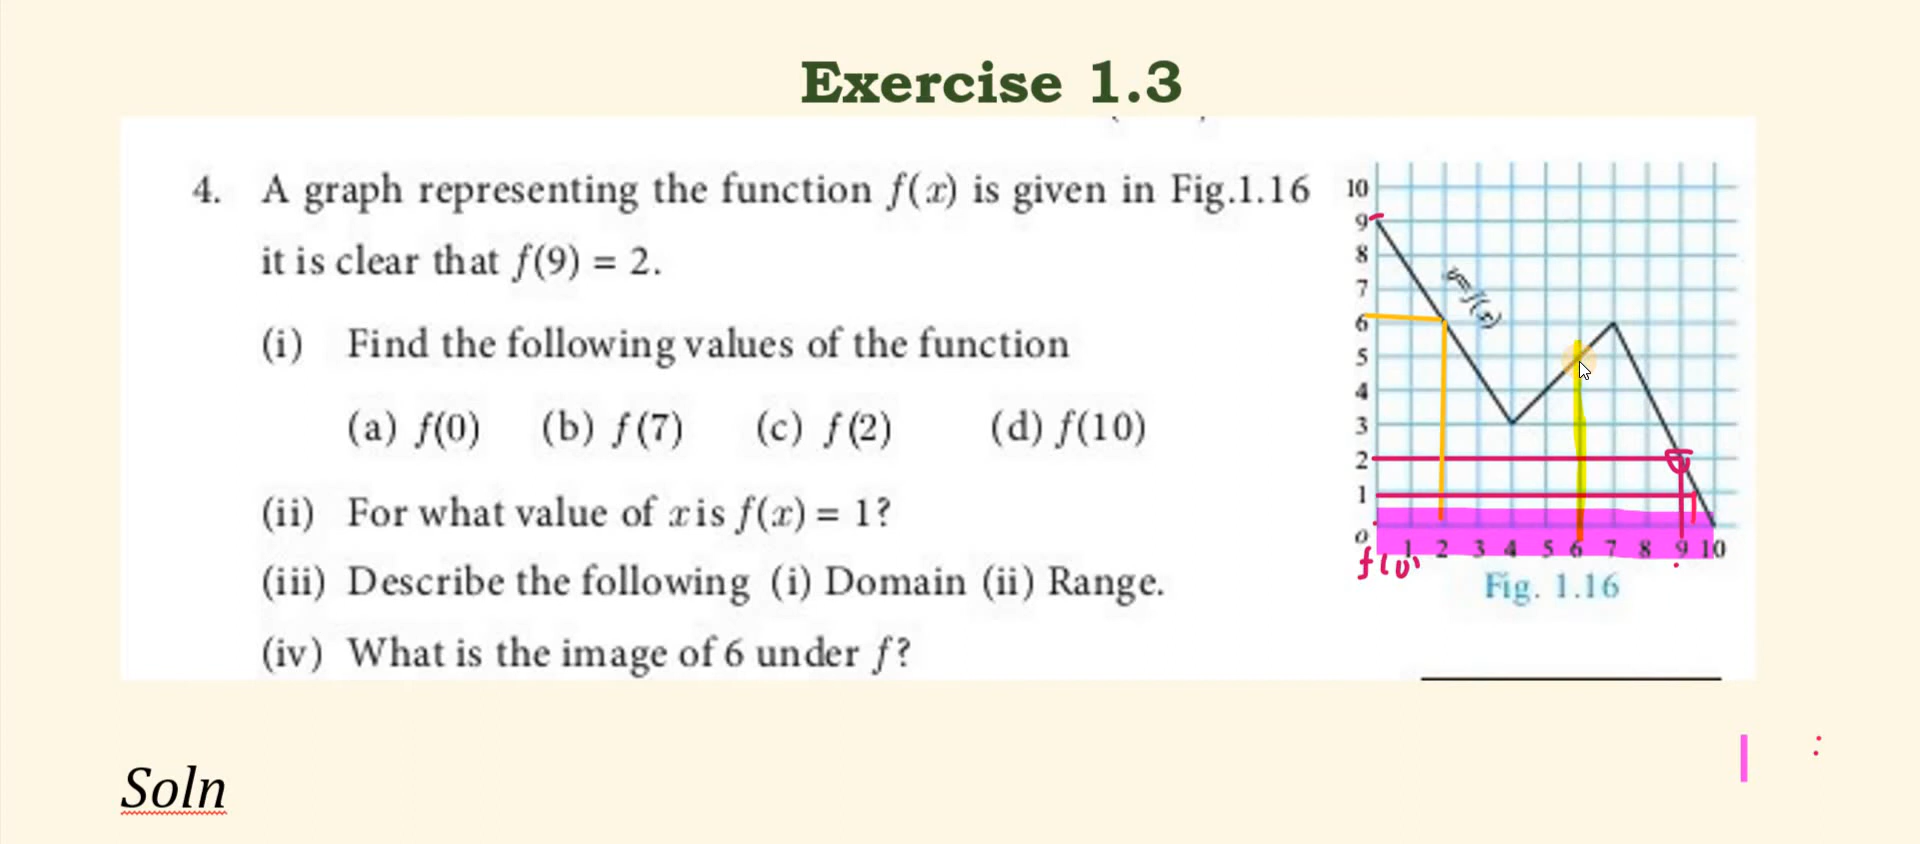 Exercise 1.3
4. A graph representing the function f(x) is given in Fig.1.16
it is clear that f(9) = 2.
(i) Find the following values of the function
(a) f(0) (b) f(7) (c) f(2) (d) f(10)
(ii) For what value of x is f(x) = 1?
(iii) Describe the following (i) Domain (ii) Range.
(iv) What is the image of 6 under f?
10
9
8
7
6
5
4
3
2
1
0
1 2 3 4 5 6 7 8 9 10
Fig. 1.16
Soln